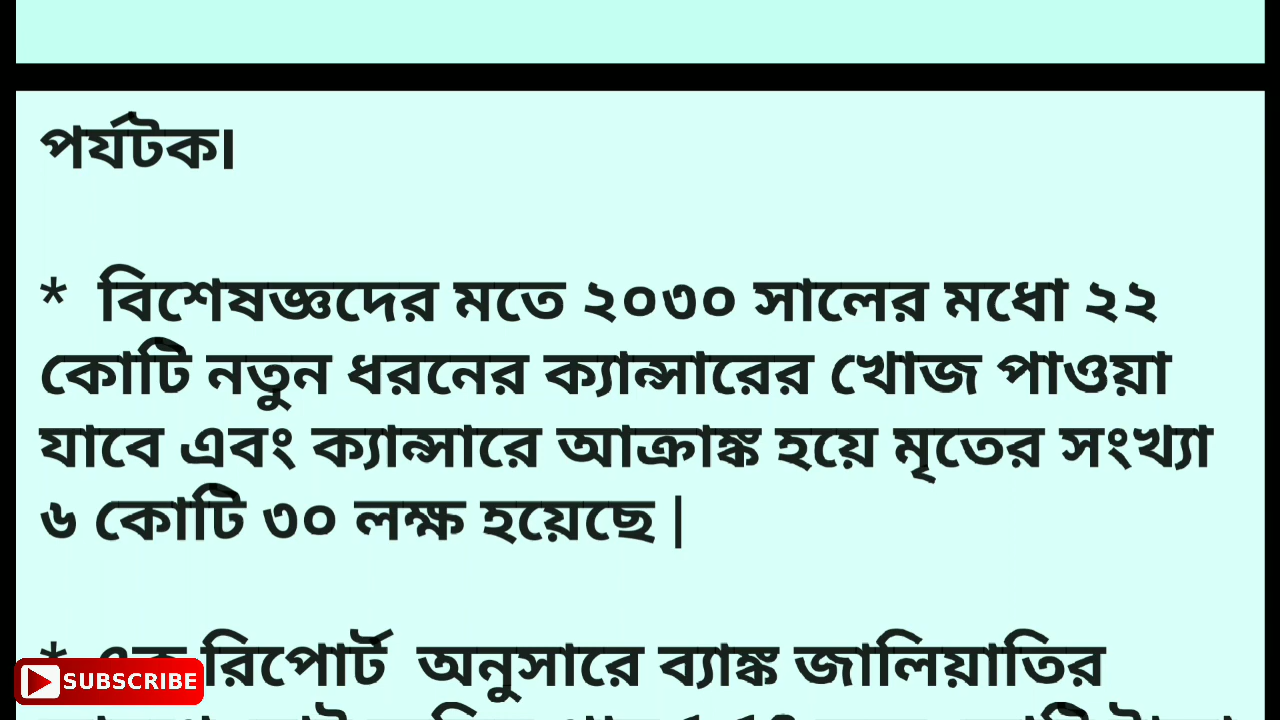 পর্যটক।
* বিশেষজ্ঞদের মতে ২০৩০ সালের মধো ২২
কোটি নতুন ধরনের ক্যান্সারের খোজ পাওয়া
যাবে এবং ক্যান্সারে আক্রাঙ্ক হয়ে মৃতের সংখ্যা
৬ কোটি ৩০ লক্ষ হয়েছে |
* এক রিপোর্ট অনুসারে ব্যাঙ্ক জালিয়াতির
SUBSCRIBE